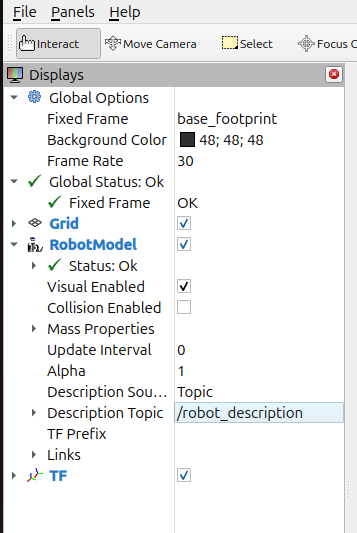 File Panels Help
Interact Move Camera Select Focus C
Displays
Global Options
Fixed Frame base_footprint
Background Color 48; 48; 48
Frame Rate 30
Global Status: Ok
Fixed Frame OK
Grid
RobotModel
Status: Ok
Visual Enabled
Collision Enabled
Mass Properties
Update Interval 0
Alpha 1
Description Sou... Topic
Description Topic /robot_description
TF Prefix
Links
TF